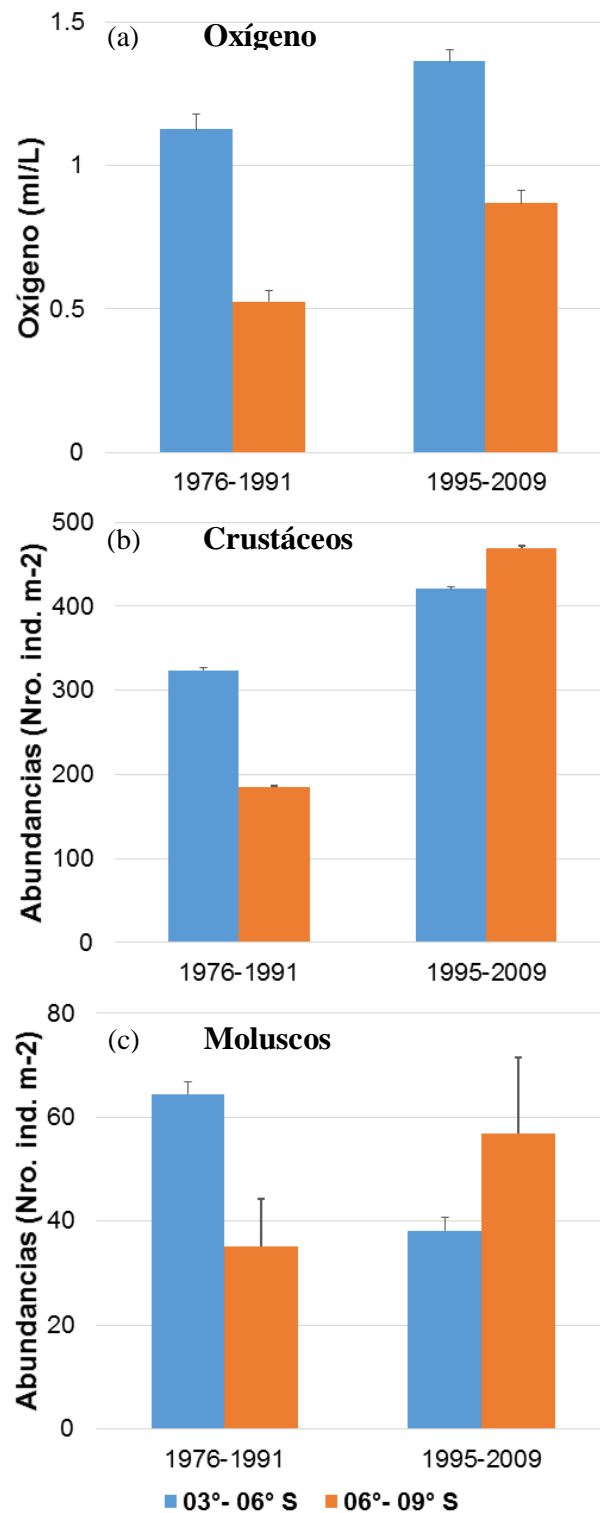 (a) Oxígeno
Oxígeno (ml/L)
1.5
1
0.5
0
1976-1991 1995-2009
(b) Crustáceos
Abundancias (Nro. ind. m-2)
500
400
300
200
100
0
1976-1991 1995-2009
(c) Moluscos
Abundancias (Nro. ind. m-2)
80
60
40
20
0
1976-1991 1995-2009
03°- 06° S 06°- 09° S